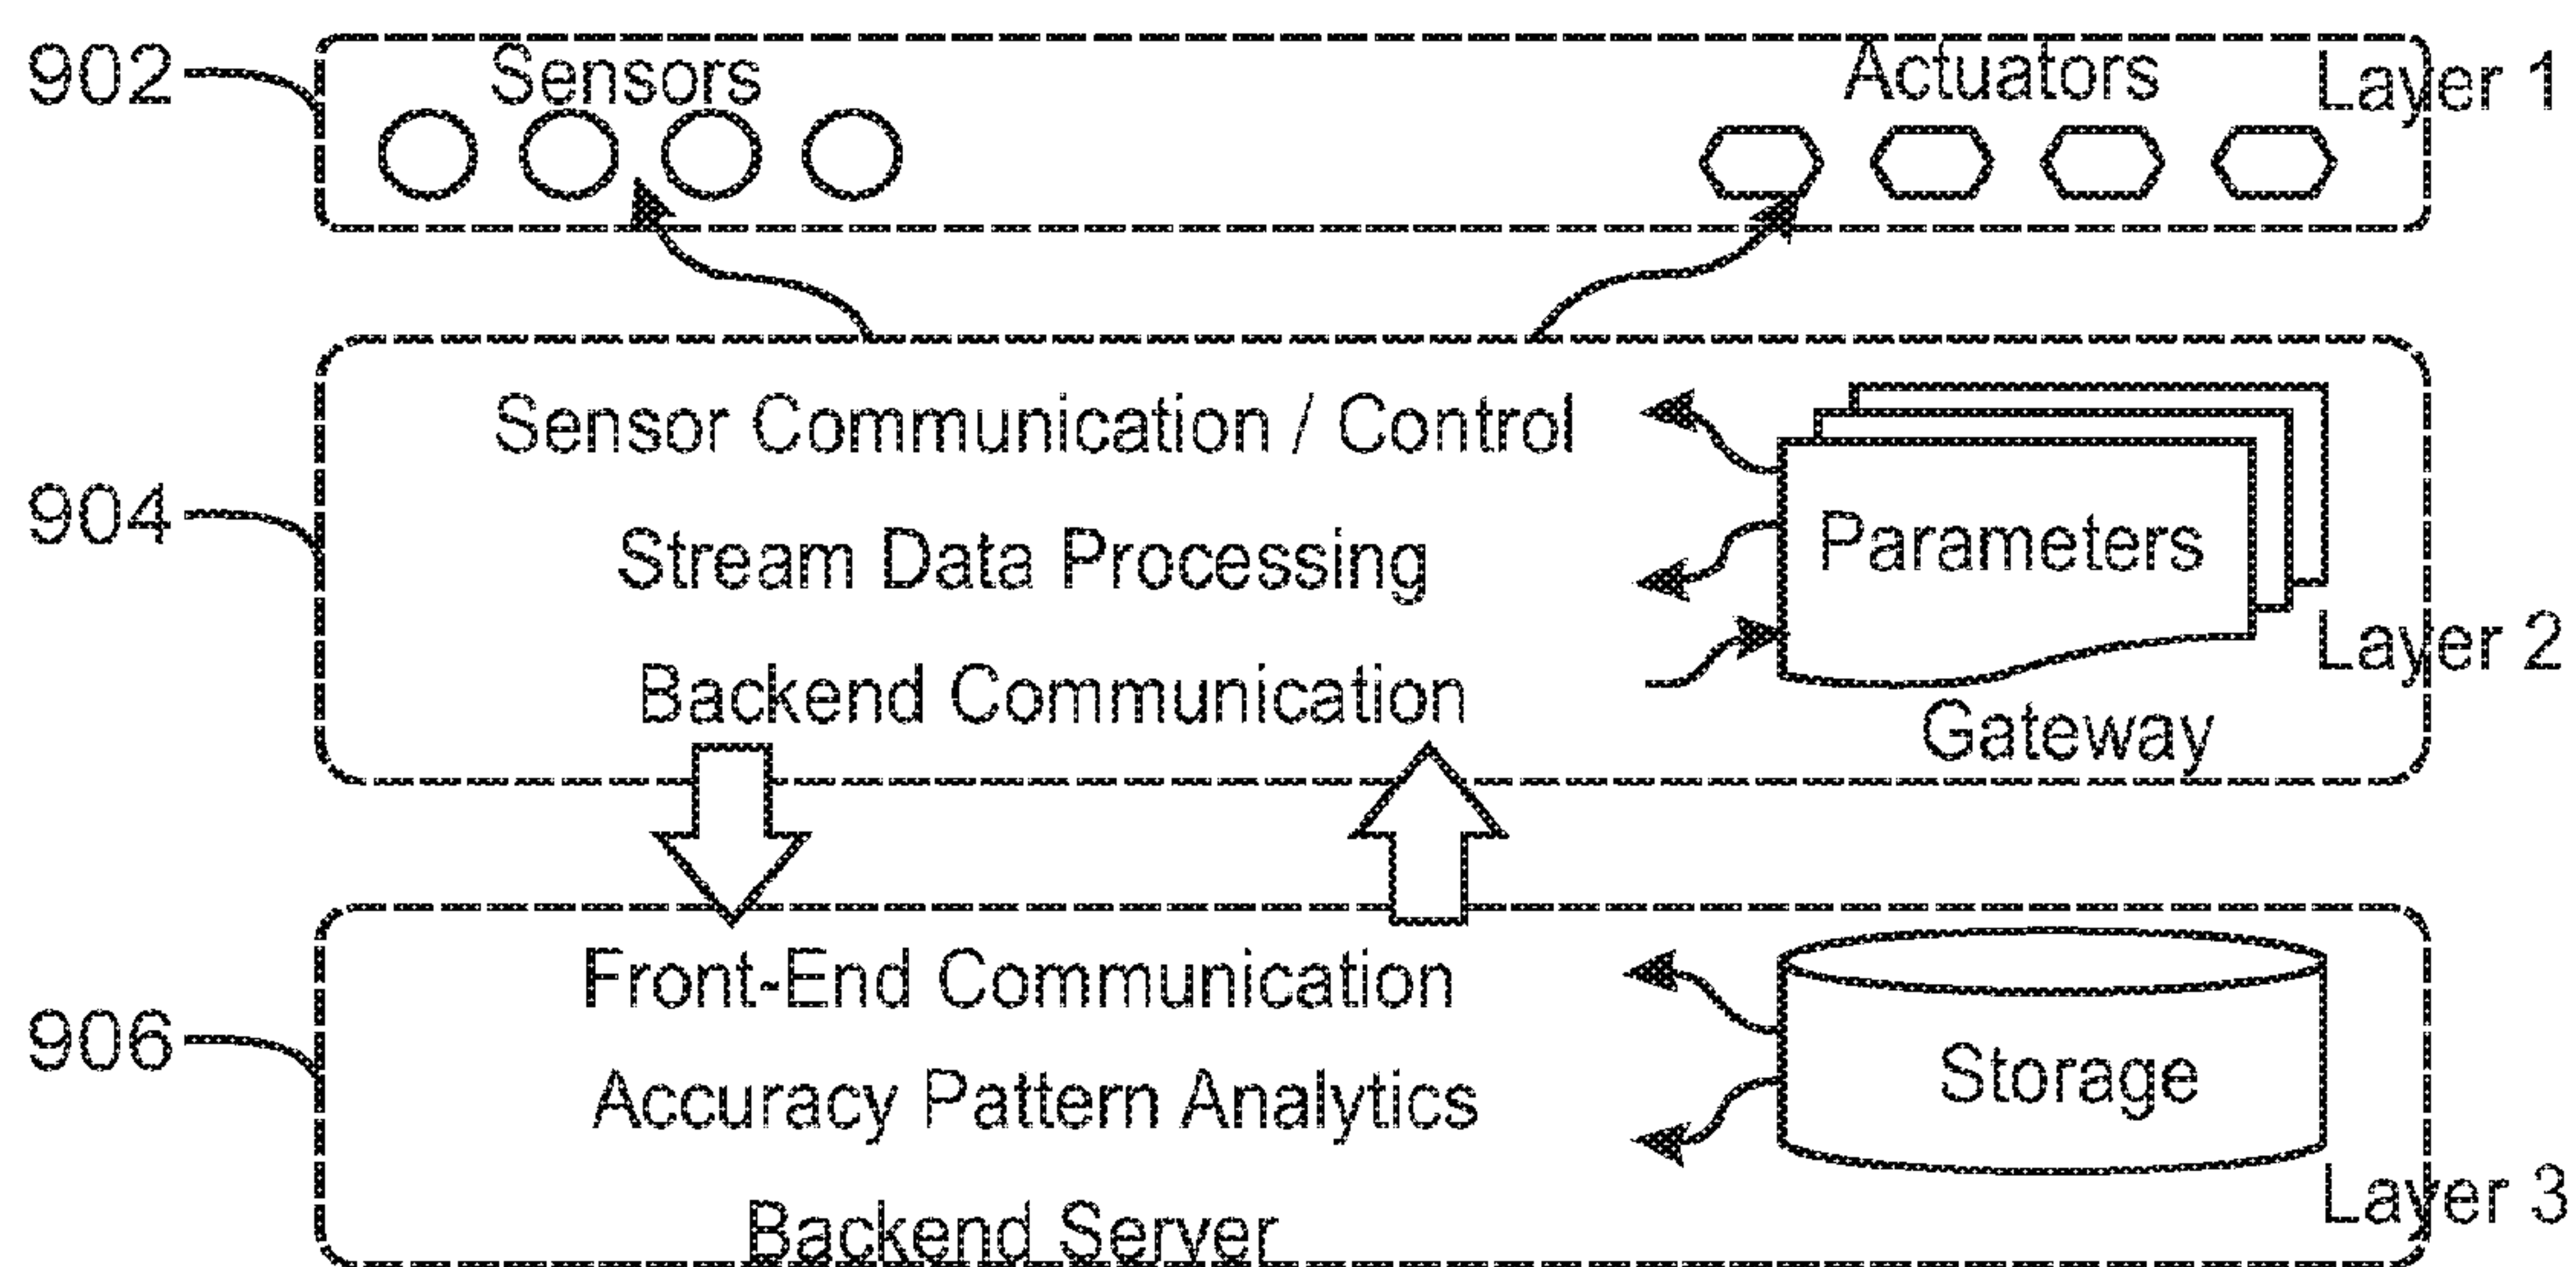 902
Sensors
Actuators
Layer 1
904
Sensor Communication / Control
Stream Data Processing
Backend Communication
Parameters
Layer 2
Gateway
906
Front-End Communication
Accuracy Pattern Analytics
Backend Server
Storage
Layer 3